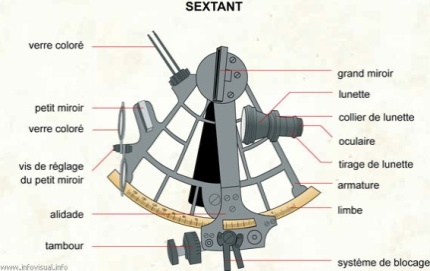 SEXTANT
verre coloré
petit miroir
verre coloré
vis de réglage
du petit miroir
alidade
tambour
grand miroir
lunette
collier de lunette
oculaire
tirage de lunette
armature
limbe
système de blocage
www.infovisual.info